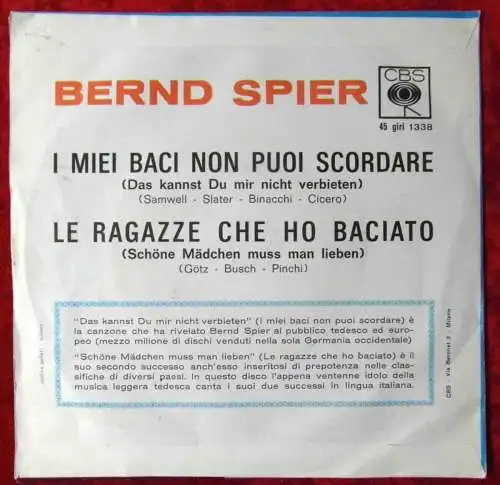 BERND SPIER
CBS
45 giri 1338
I MIEI BACI NON PUOI SCORDARE
(Das kannst Du mir nicht verbieten)
(Samwell - Slater - Binacchi - Cicero)
LE RAGAZZE CHE HO BACIATO
(Schöne Mädchen muss man lieben)
(Götz - Busch - Pinchi)
"Das kannst Du mir nicht verbieten" (I miei baci non puoi scordare) è
la canzone che ha rivelato Bernd Spier al pubblico tedesco ed euro-
peo (mezzo milione di dischi venduti nella sola Germania occidentale)
"Schöne Mädchen muss man lieben" (Le ragazze che ho baciato) è il
suo secondo successo anch'esso inseritosi di prepotenza nelle clas-
sifiche di diversi paesi. In questo disco l'appena ventenne idolo della
musica leggera tedesca canta i suoi due successi in lingua italiana.